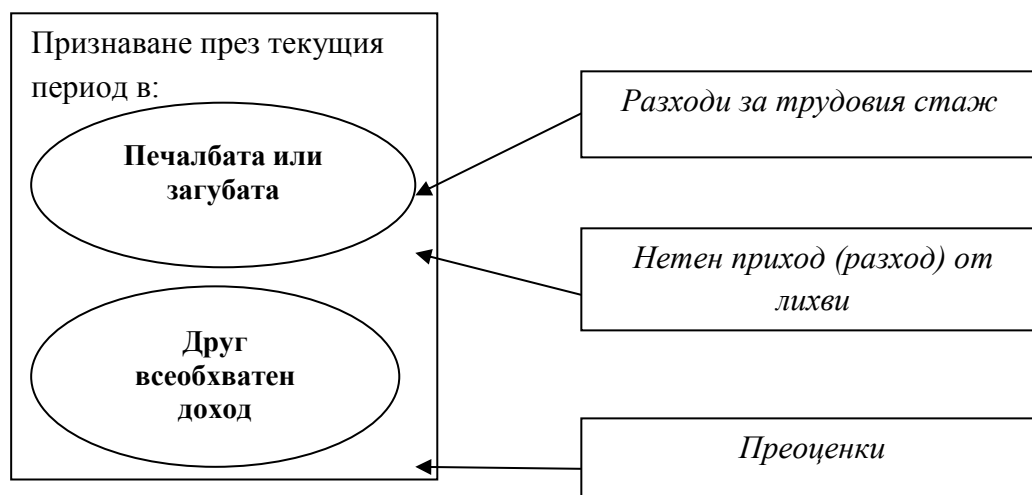 Признаване през текущия
период в:
Печалбата или
загубата
Друг
всеобхватен
доход
Разходи за трудовия стаж
Нетен приход (разход) от
лихви
Преоценки